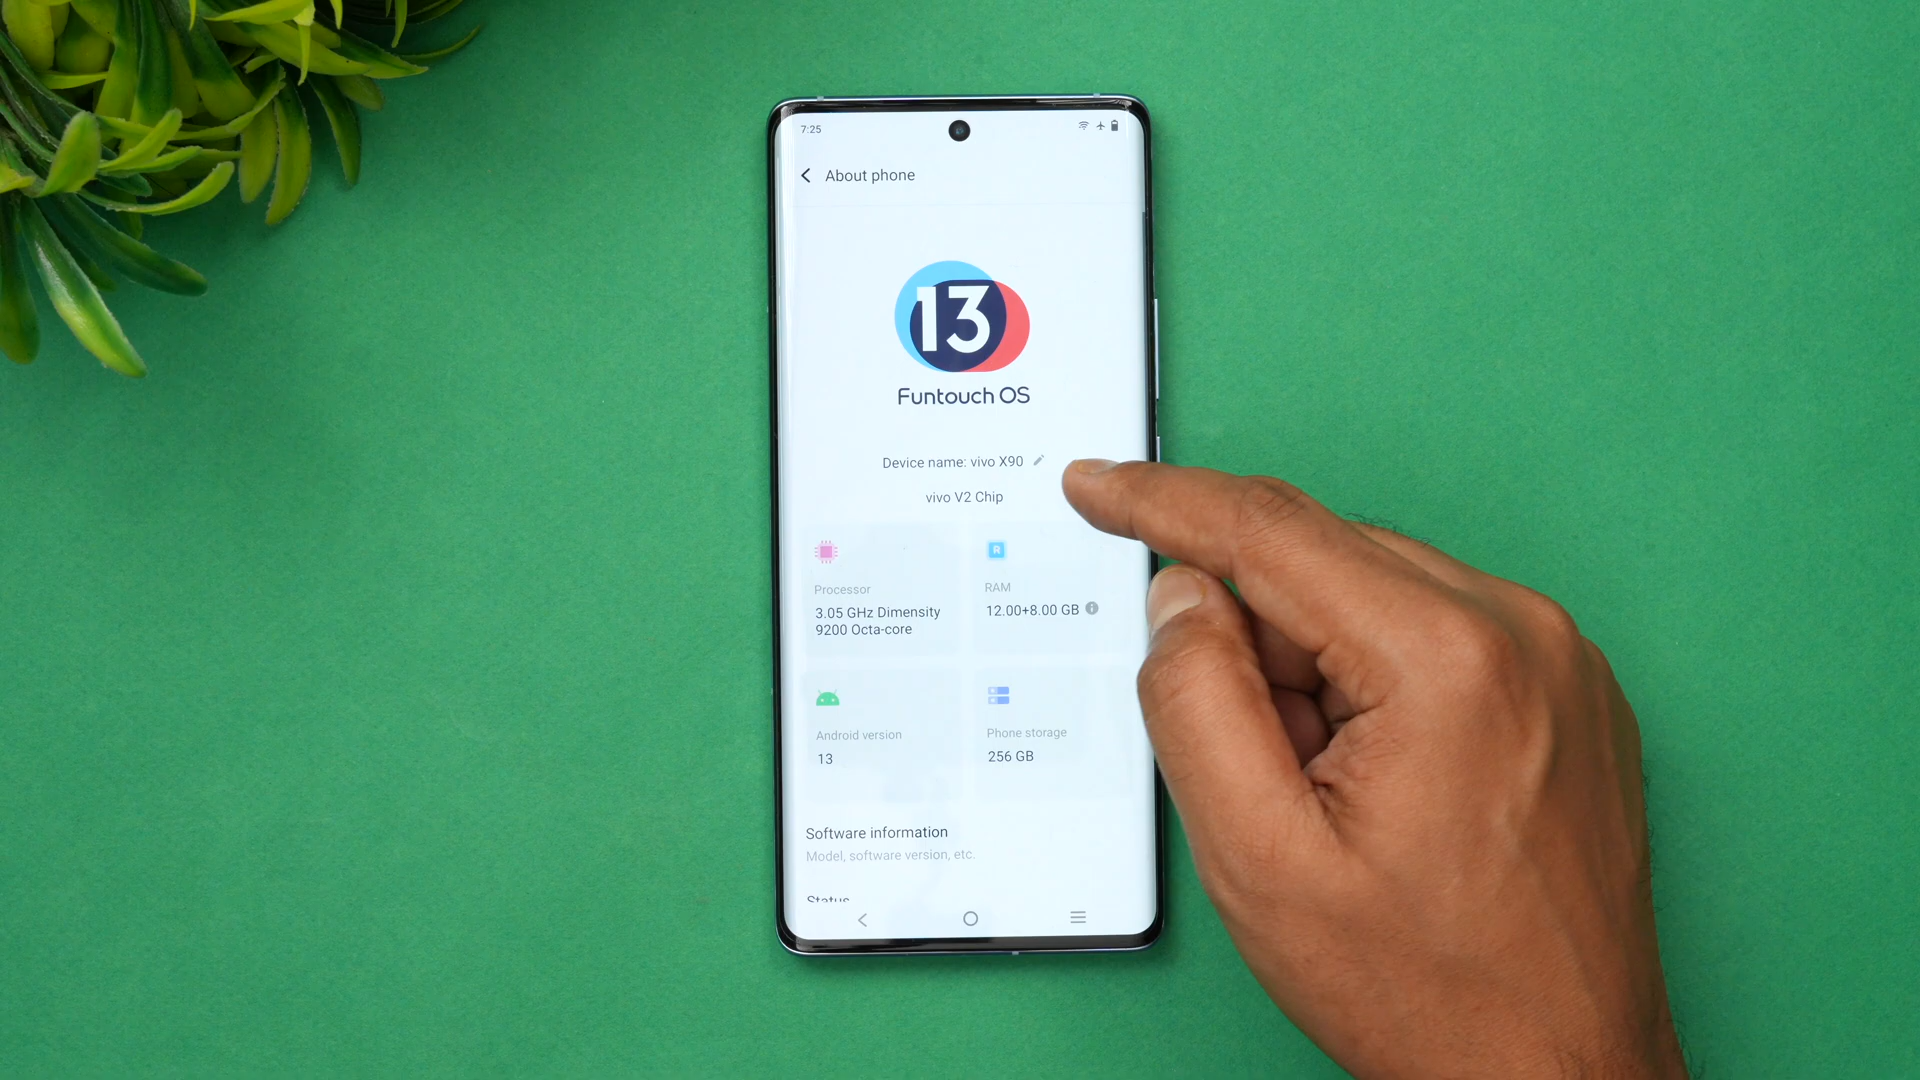 7:25
About phone
13
Funtouch OS
Device name: vivo X90
vivo V2 Chip
Processor
3.05 GHz Dimensity
9200 Octa-core
R
RAM
12.00+8.00 GB
Android version
13
Phone storage
256 GB
Software information
Model, software version, etc.
Status